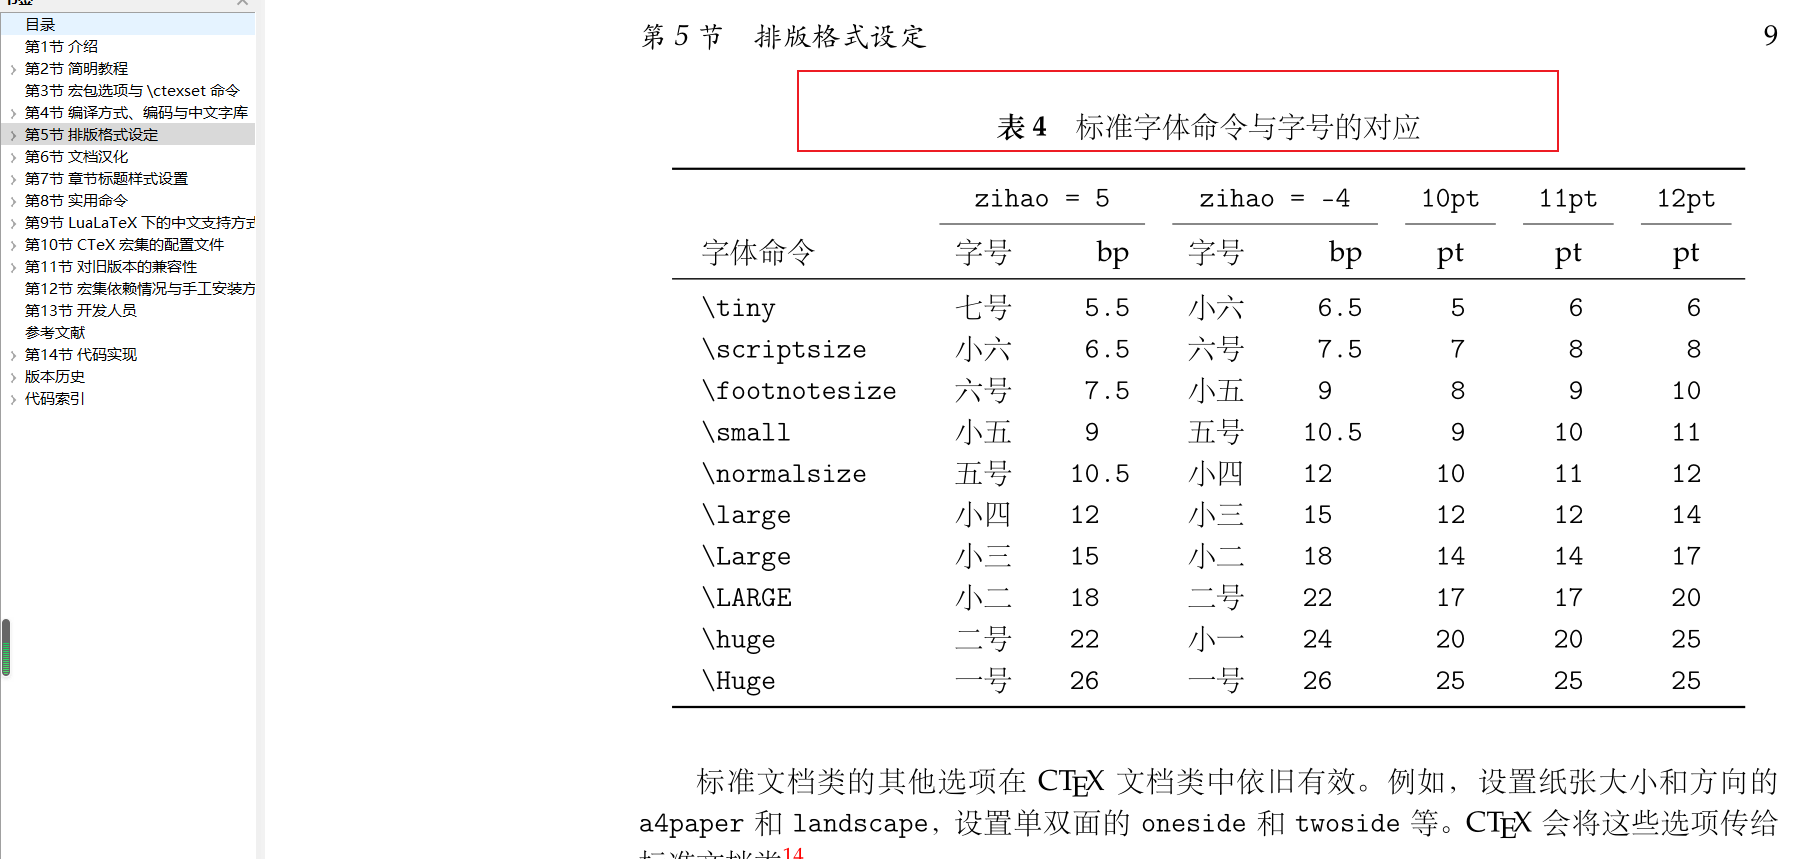 目录
第1节 介绍
第2节 简明教程
第3节 宏包选项与 \ctexset 命令
第4节 编译方式、编码与中文字库
第5节 排版格式设定
第6节 文档汉化
第7节 章节标题样式设置
第8节 实用命令
第9节 LuaLaTeX 下的中文支持方式
第10节 CTeX 宏集的配置文件
第11节 对旧版本的兼容性
第12节 宏集依赖情况与手工安装方
第13节 开发人员
参考文献
第14节 代码实现
版本历史
代码索引
第 5 节 排版格式设定 9
表 4 标准字体命令与字号的对应
zihao = 5 zihao = -4 10pt 11pt 12pt
字体命令 字号 bp 字号 bp pt pt pt
\tiny 七号 5.5 小六 6.5 5 6 6
\scriptsize 小六 6.5 六号 7.5 7 8 8
\footnotesize 六号 7.5 小五 9 8 9 10
\small 小五 9 五号 10.5 9 10 11
\normalsize 五号 10.5 小四 12 10 11 12
\large 小四 12 小三 15 12 12 14
\Large 小三 15 小二 18 14 14 17
\LARGE 小二 18 二号 22 17 17 20
\huge 二号 22 小一 24 20 20 25
\Huge 一号 26 一号 26 25 25 25
标准文档类的其他选项在 CTEX 文档类中依旧有效。例如，设置纸张大小和方向的
a4paper 和 landscape，设置单双面的 oneside 和 twoside 等。CTEX 会将这些选项传给
标准文档类14